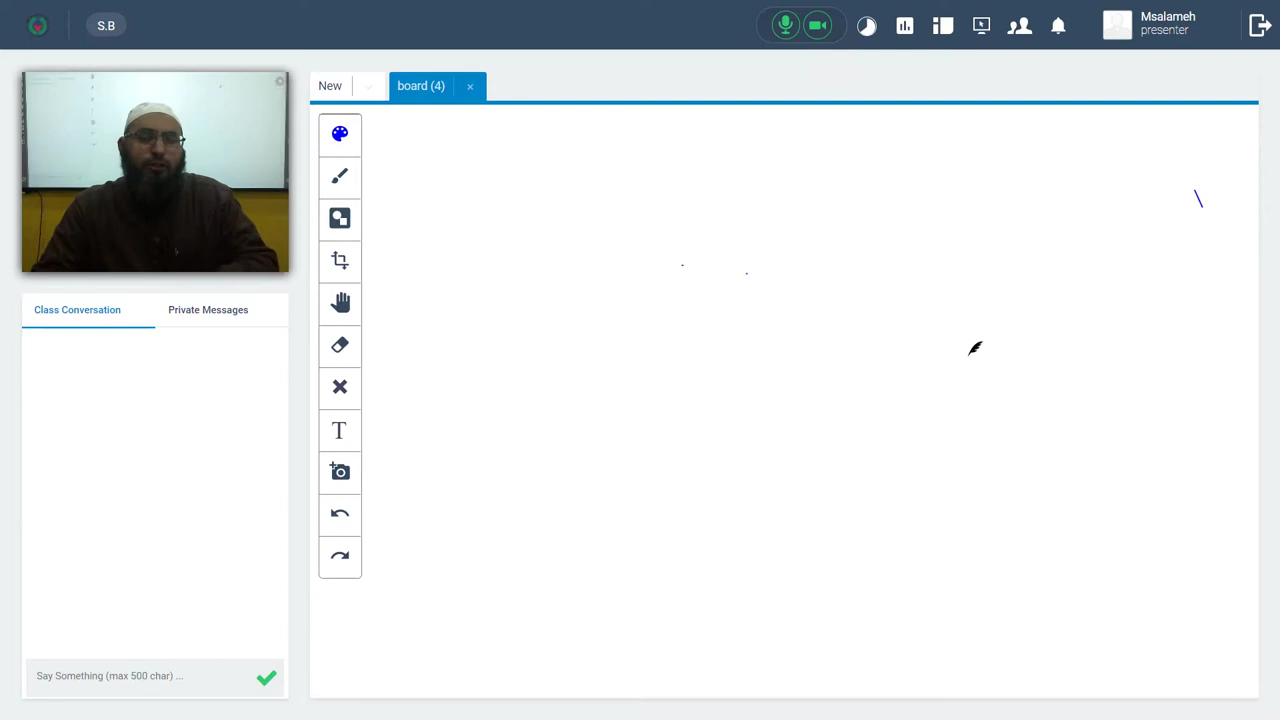 S.B
Msalameh
presenter
New
board (4)
Class Conversation
Private Messages
T
Say Something (max 500 char) ...